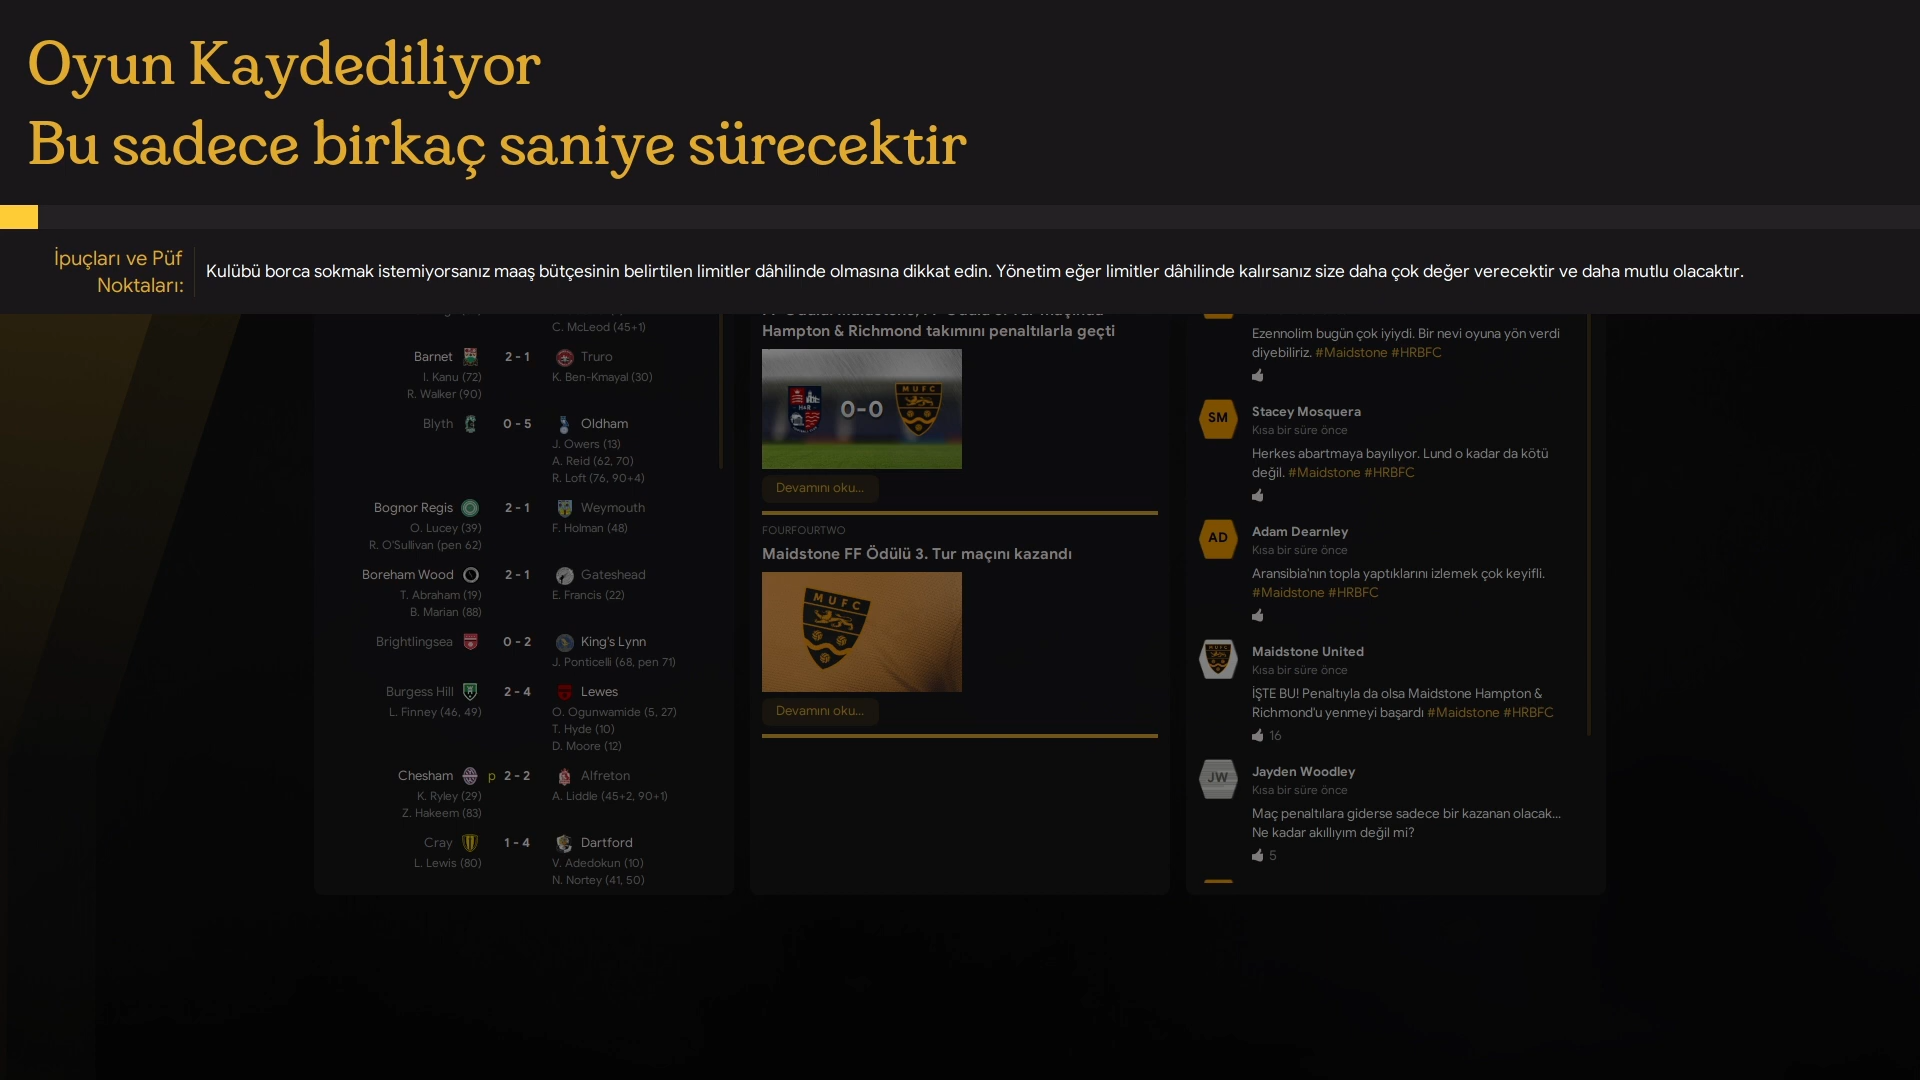 Oyun Kaydediliyor
Bu sadece birkaç saniye sürecektir
İpuçları ve Püf
Noktaları:
Kulübü borca sokmak istemiyorsanız maaş bütçesinin belirtilen limitler dâhilinde olmasına dikkat edin. Yönetim eğer limitler dâhilinde kalırsanız size daha çok değer verecektir ve daha mutlu olacaktır.
C. McLeod (45+1)
Barnet 2 - 1 Truro
I. Kanu (72) K. Ben-Kmayal (30)
R. Walker (90)
Blyth 0 - 5 Oldham
J. Owers (13)
A. Reid (62, 70)
R. Loft (76, 90+4)
Bognor Regis 2 - 1 Weymouth
O. Lucey (39) F. Holman (48)
R. O'Sullivan (pen 62)
Boreham Wood 2 - 1 Gateshead
T. Abraham (19) E. Francis (22)
B. Marian (88)
Brightlingsea 0 - 2 King's Lynn
J. Ponticelli (68, pen 71)
Burgess Hill 2 - 4 Lewes
L. Finney (46, 49) O. Ogunwamide (5, 27)
T. Hyde (10)
D. Moore (12)
Chesham p 2 - 2 Alfreton
K. Ryley (29) A. Liddle (45+2, 90+1)
Z. Hakeem (83)
Cray 1 - 4 Dartford
L. Lewis (80) V. Adedokun (10)
N. Nortey (41, 50)
Hampton & Richmond takımını penaltılarla geçti
0-0
MUFC
Devamını oku...
FOURFOURTWO
Maidstone FF Ödülü 3. Tur maçını kazandı
MUFC
Devamını oku...
Ezennolim bugün çok iyiydi. Bir nevi oyuna yön verdi
diyebiliriz. #Maidstone #HRBFC
SM
Stacey Mosquera
Kısa bir süre önce
Herkes abartmaya bayılıyor. Lund o kadar da kötü
değil. #Maidstone #HRBFC
AD
Adam Dearnley
Kısa bir süre önce
Aransibia'nın topla yaptıklarını izlemek çok keyifli.
#Maidstone #HRBFC
Maidstone United
Kısa bir süre önce
İŞTE BU! Penaltıyla da olsa Maidstone Hampton &
Richmond'u yenmeyi başardı #Maidstone #HRBFC
16
JW
Jayden Woodley
Kısa bir süre önce
Maç penaltılara giderse sadece bir kazanan olacak...
Ne kadar akıllıyım değil mi?
5